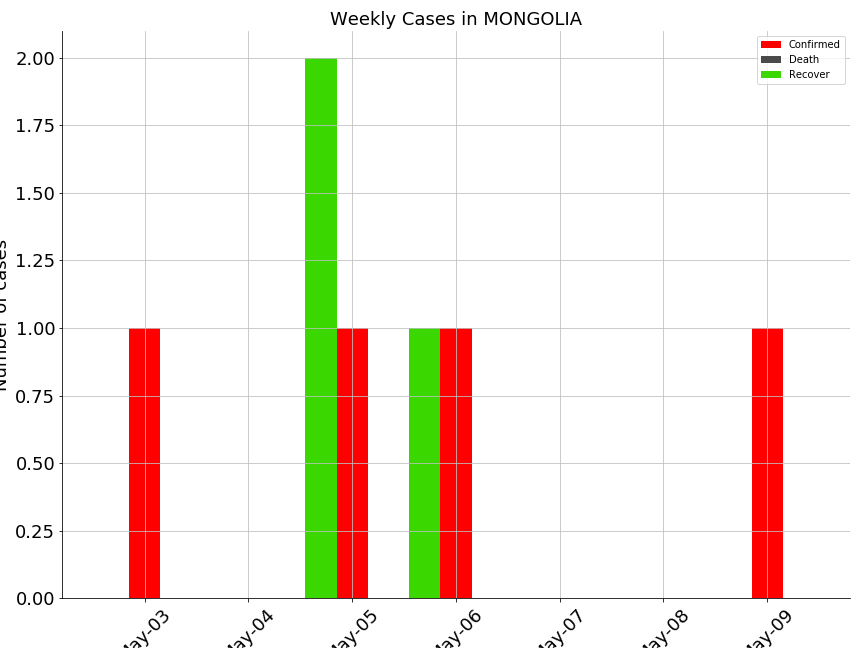 Weekly Cases in MONGOLIA
Confirmed
Death
Recover
2.00
1.75
1.50
1.25
1.00
0.75
0.50
0.25
0.00
Number of cases
May-03
May-04
May-05
May-06
May-07
May-08
May-09